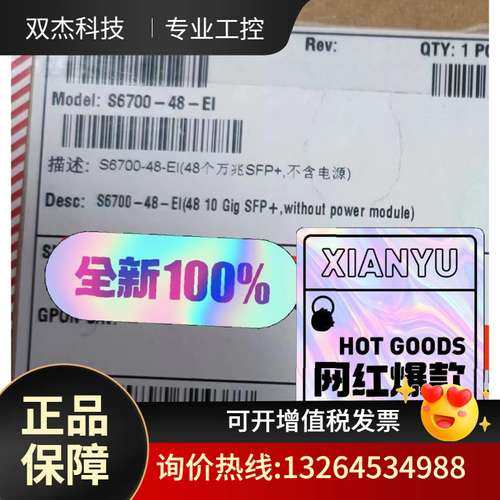 双杰科技 | 专业工控
Rev:
QTY: 1 PC
Model: S6700-48-EI
描述: S6700-48-EI(48个万兆SFP+,不含电源)
Desc: S6700-48-EI(48 10 Gig SFP+,without power module)
全新100%
XIANYU
HOT GOODS
网红爆款
正品
保障
可开增值税发票
询价热线:13264534988